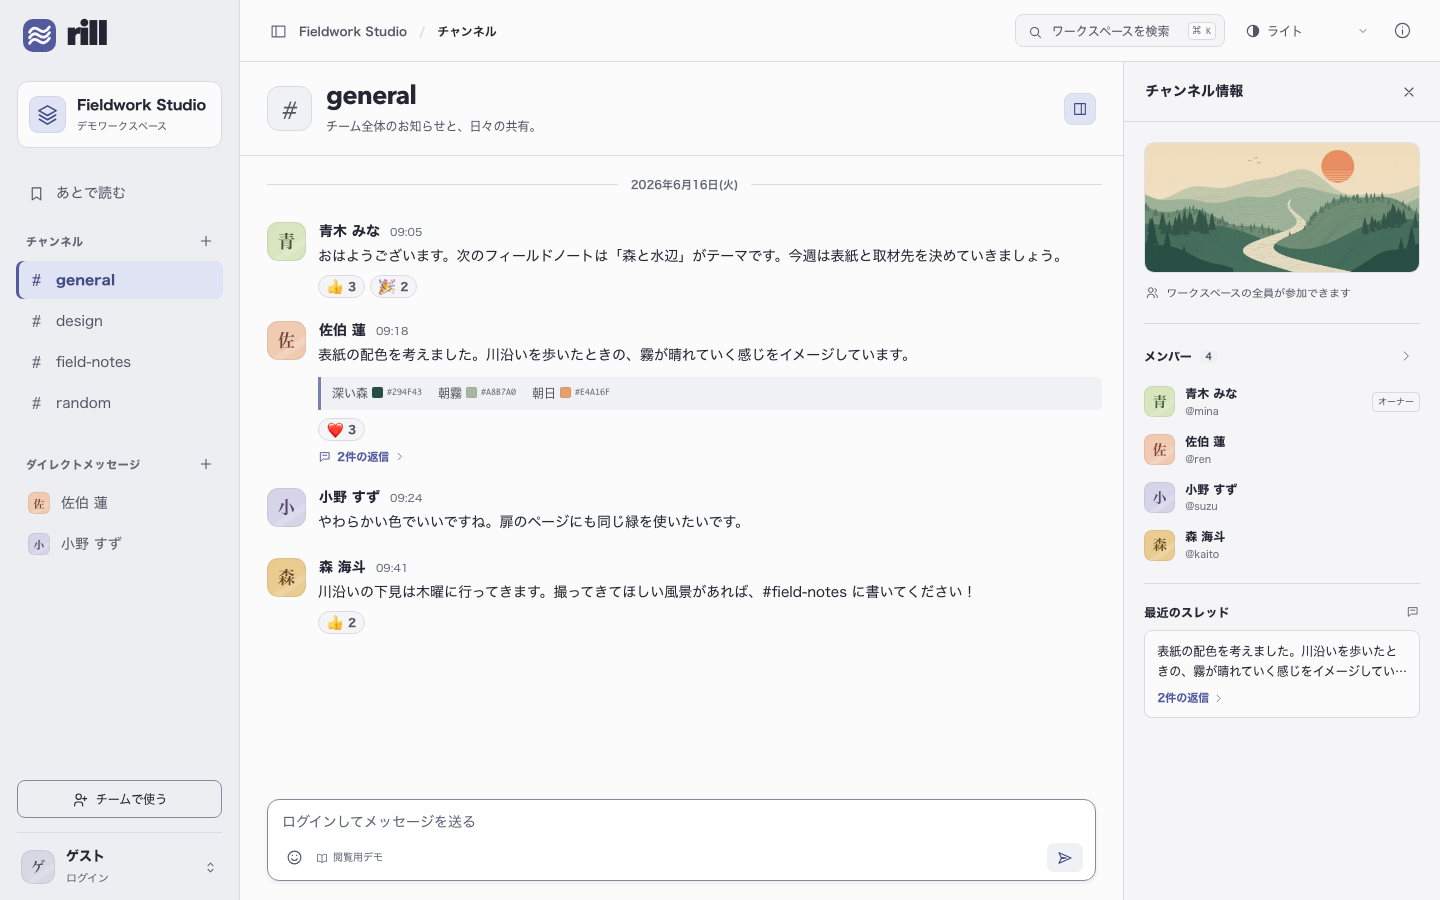 rill
Fieldwork Studio
デモワークスペース
あとで読む
チャンネル
# general
# design
# field-notes
# random
ダイレクトメッセージ
佐 佐伯 蓮
小 小野 すず
チームで使う
ゲ ゲスト
ログイン
Fieldwork Studio / チャンネル
ワークスペースを検索 ⌘ K
ライト
# general
チーム全体のお知らせと、日々の共有。
2026年6月16日(火)
青 青木 みな 09:05
おはようございます。次のフィールドノートは「森と水辺」がテーマです。今週は表紙と取材先を決めていきましょう。
👍 3 🎉 2
佐 佐伯 蓮 09:18
表紙の配色を考えました。川沿いを歩いたときの、霧が晴れていく感じをイメージしています。
深い森 #294F43 朝霧 #A8B7A0 朝日 #E4A16F
❤️ 3
2件の返信
小 小野 すず 09:24
やわらかい色でいいですね。扉のページにも同じ緑を使いたいです。
森 森 海斗 09:41
川沿いの下見は木曜に行ってきます。撮ってきてほしい風景があれば、#field-notes に書いてください！
👍 2
ログインしてメッセージを送る
閲覧用デモ
チャンネル情報
ワークスペースの全員が参加できます
メンバー 4
青 青木 みな
@mina
オーナー
佐 佐伯 蓮
@ren
小 小野 すず
@suzu
森 森 海斗
@kaito
最近のスレッド
表紙の配色を考えました。川沿いを歩いたと
きの、霧が晴れていく感じをイメージしてい…
2件の返信